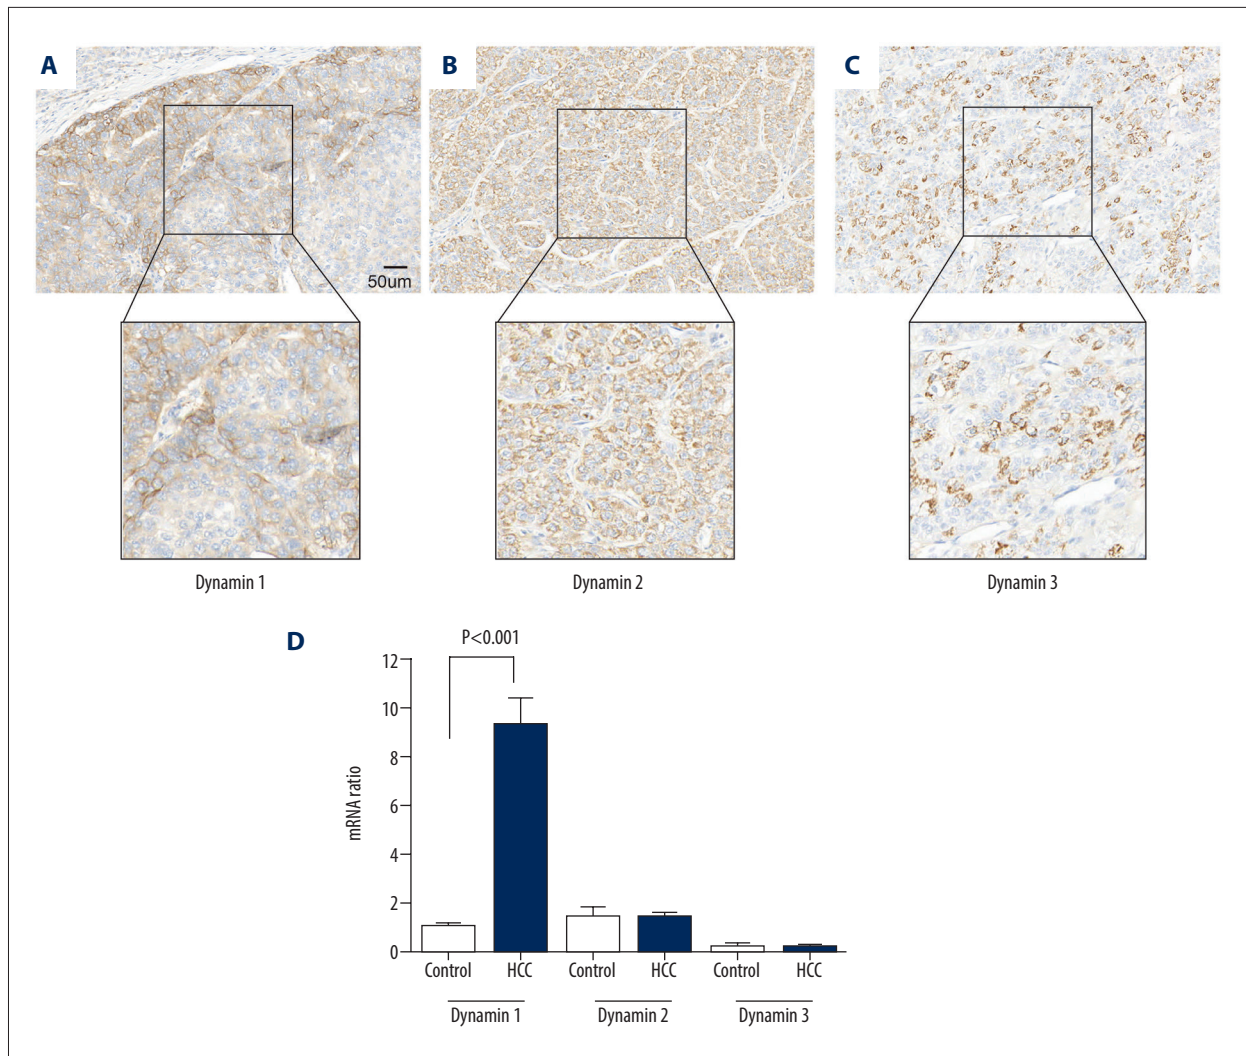 A
B
C
50um
Dynamin 1
Dynamin 2
Dynamin 3
D
P<0.001
mRNA ratio
12
10
8
6
4
2
0
Control HCC Control HCC Control HCC
Dynamin 1 Dynamin 2 Dynamin 3